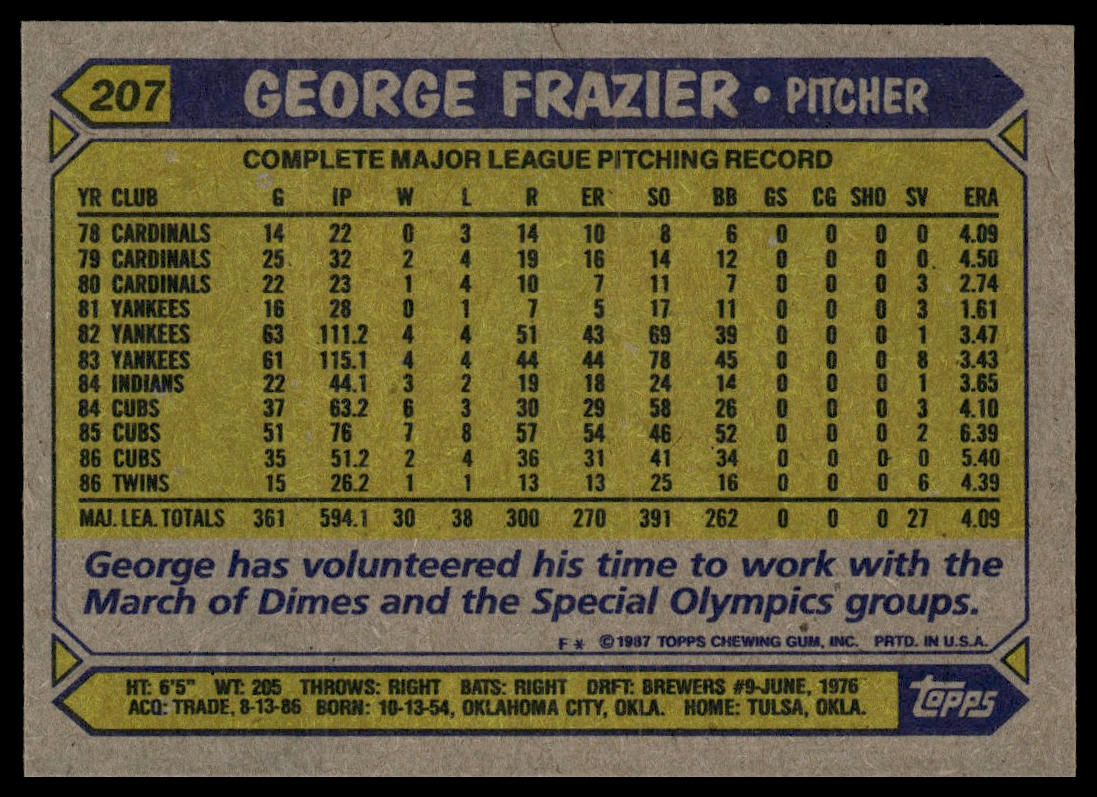 207 GEORGE FRAZIER • PITCHER
COMPLETE MAJOR LEAGUE PITCHING RECORD
YR CLUB G IP W L R ER SO BB GS CG SHO SV ERA
78 CARDINALS 14 22 0 3 14 10 8 6 0 0 0 0 4.09
79 CARDINALS 25 32 2 4 19 16 14 12 0 0 0 0 4.50
80 CARDINALS 22 23 1 4 10 7 11 7 0 0 0 3 2.74
81 YANKEES 16 28 0 1 7 5 17 11 0 0 0 3 1.61
82 YANKEES 63 111.2 4 4 51 43 69 39 0 0 0 1 3.47
83 YANKEES 61 115.1 4 4 44 44 78 45 0 0 0 8 3.43
84 INDIANS 22 44.1 3 2 19 18 24 14 0 0 0 1 3.65
84 CUBS 37 63.2 6 3 30 29 58 26 0 0 0 3 4.10
85 CUBS 51 76 7 8 57 54 46 52 0 0 0 2 6.39
86 CUBS 35 51.2 2 4 36 31 41 34 0 0 0 0 5.40
86 TWINS 15 26.2 1 1 13 13 25 16 0 0 0 6 4.39
MAJ. LEA. TOTALS 361 594.1 30 38 300 270 391 262 0 0 0 27 4.09
George has volunteered his time to work with the
March of Dimes and the Special Olympics groups.
F* ©1987 TOPPS CHEWING GUM, INC. PRTD. IN U.S.A.
HT: 6'5" WT: 205 THROWS: RIGHT BATS: RIGHT DRFT: BREWERS #9-JUNE, 1976
ACQ: TRADE, 8-13-86 BORN: 10-13-54, OKLAHOMA CITY, OKLA. HOME: TULSA, OKLA.
topps